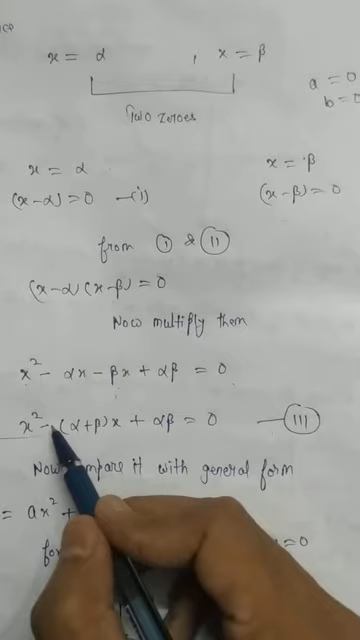 x = α , x = β
a = 0
b = 0
Two zeroes
x = α x = β
(x-α) = 0 —(i) (x-β) = 0
from (I) & (II)
(x-α)(x-β) = 0
Now multiply them
x² - αx - βx + αβ = 0
x² - (α+β)x + αβ = 0 —(III)
Now compare it with general form
= ax² +
for = 0